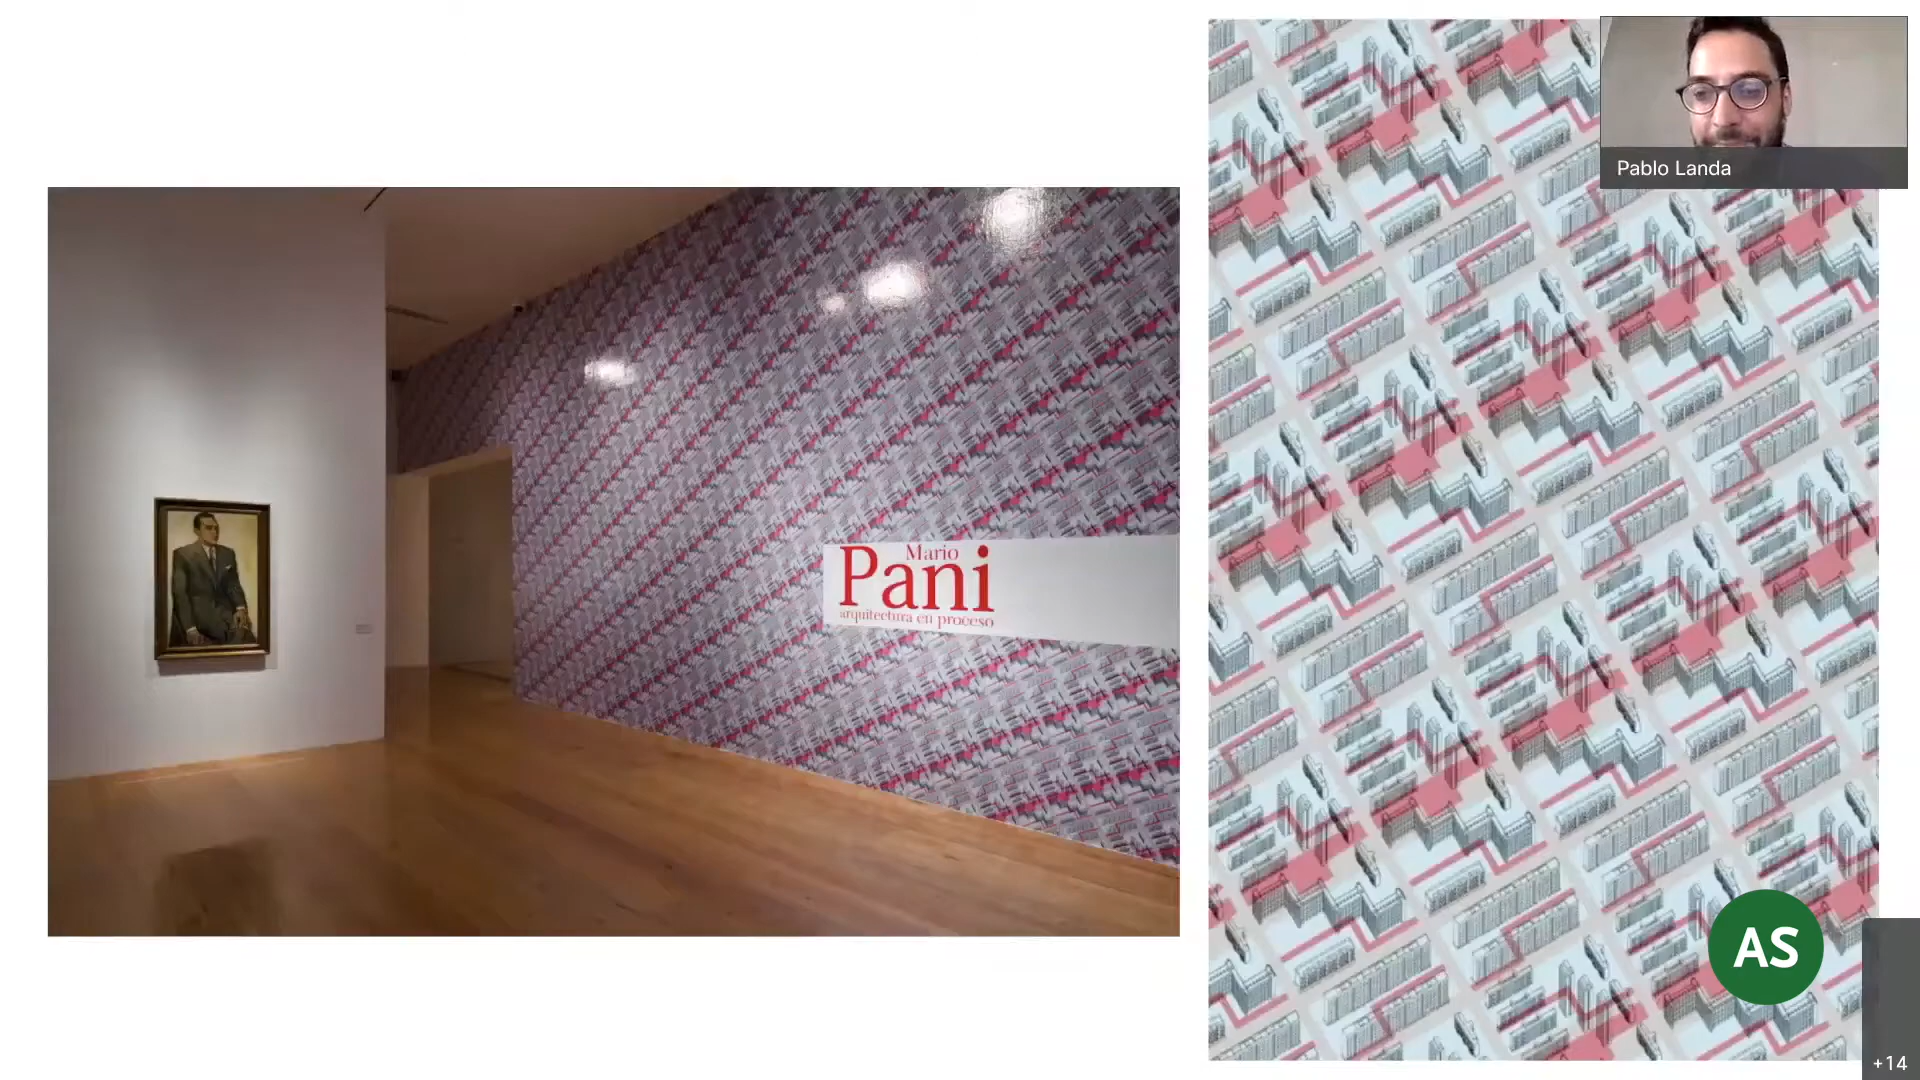 Pablo Landa
Mario
Pani
arquitectura en proceso
AS
+14